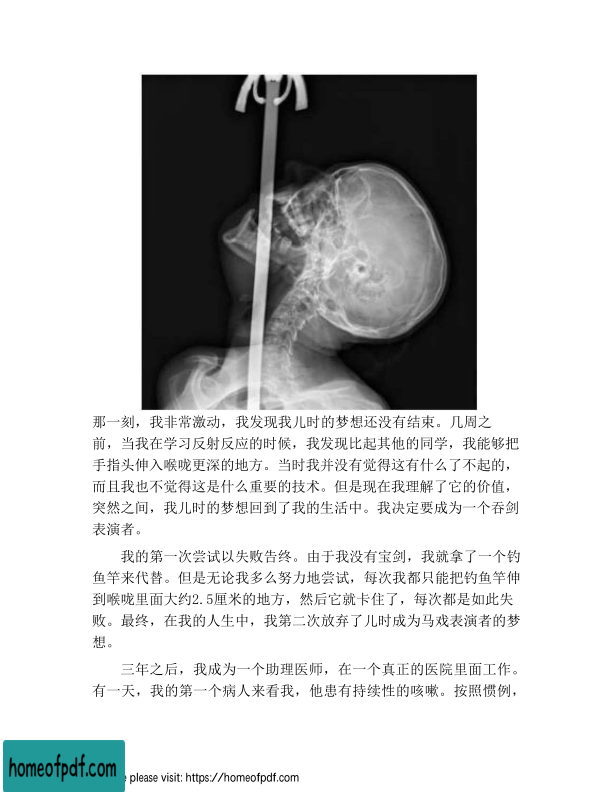 那一刻，我非常激动，我发现我儿时的梦想还没有结束。几周之
前，当我在学习反射反应的时候，我发现比起其他的同学，我能够把
手指头伸入喉咙更深的地方。当时我并没有觉得这有什么了不起的，
而且我也不觉得这是什么重要的技术。但是现在我理解了它的价值，
突然之间，我儿时的梦想回到了我的生活中。我决定要成为一个吞剑
表演者。
我的第一次尝试以失败告终。由于我没有宝剑，我就拿了一个钓
鱼竿来代替。但是无论我多么努力地尝试，每次我都只能把钓鱼竿伸
到喉咙里面大约2.5厘米的地方，然后它就卡住了，每次都是如此失
败。最终，在我的人生中，我第二次放弃了儿时成为马戏表演者的梦
想。
三年之后，我成为一个助理医师，在一个真正的医院里面工作。
有一天，我的第一个病人来看我，他患有持续性的咳嗽。按照惯例，
homeofpdf.com
e please visit: https://homeofpdf.com